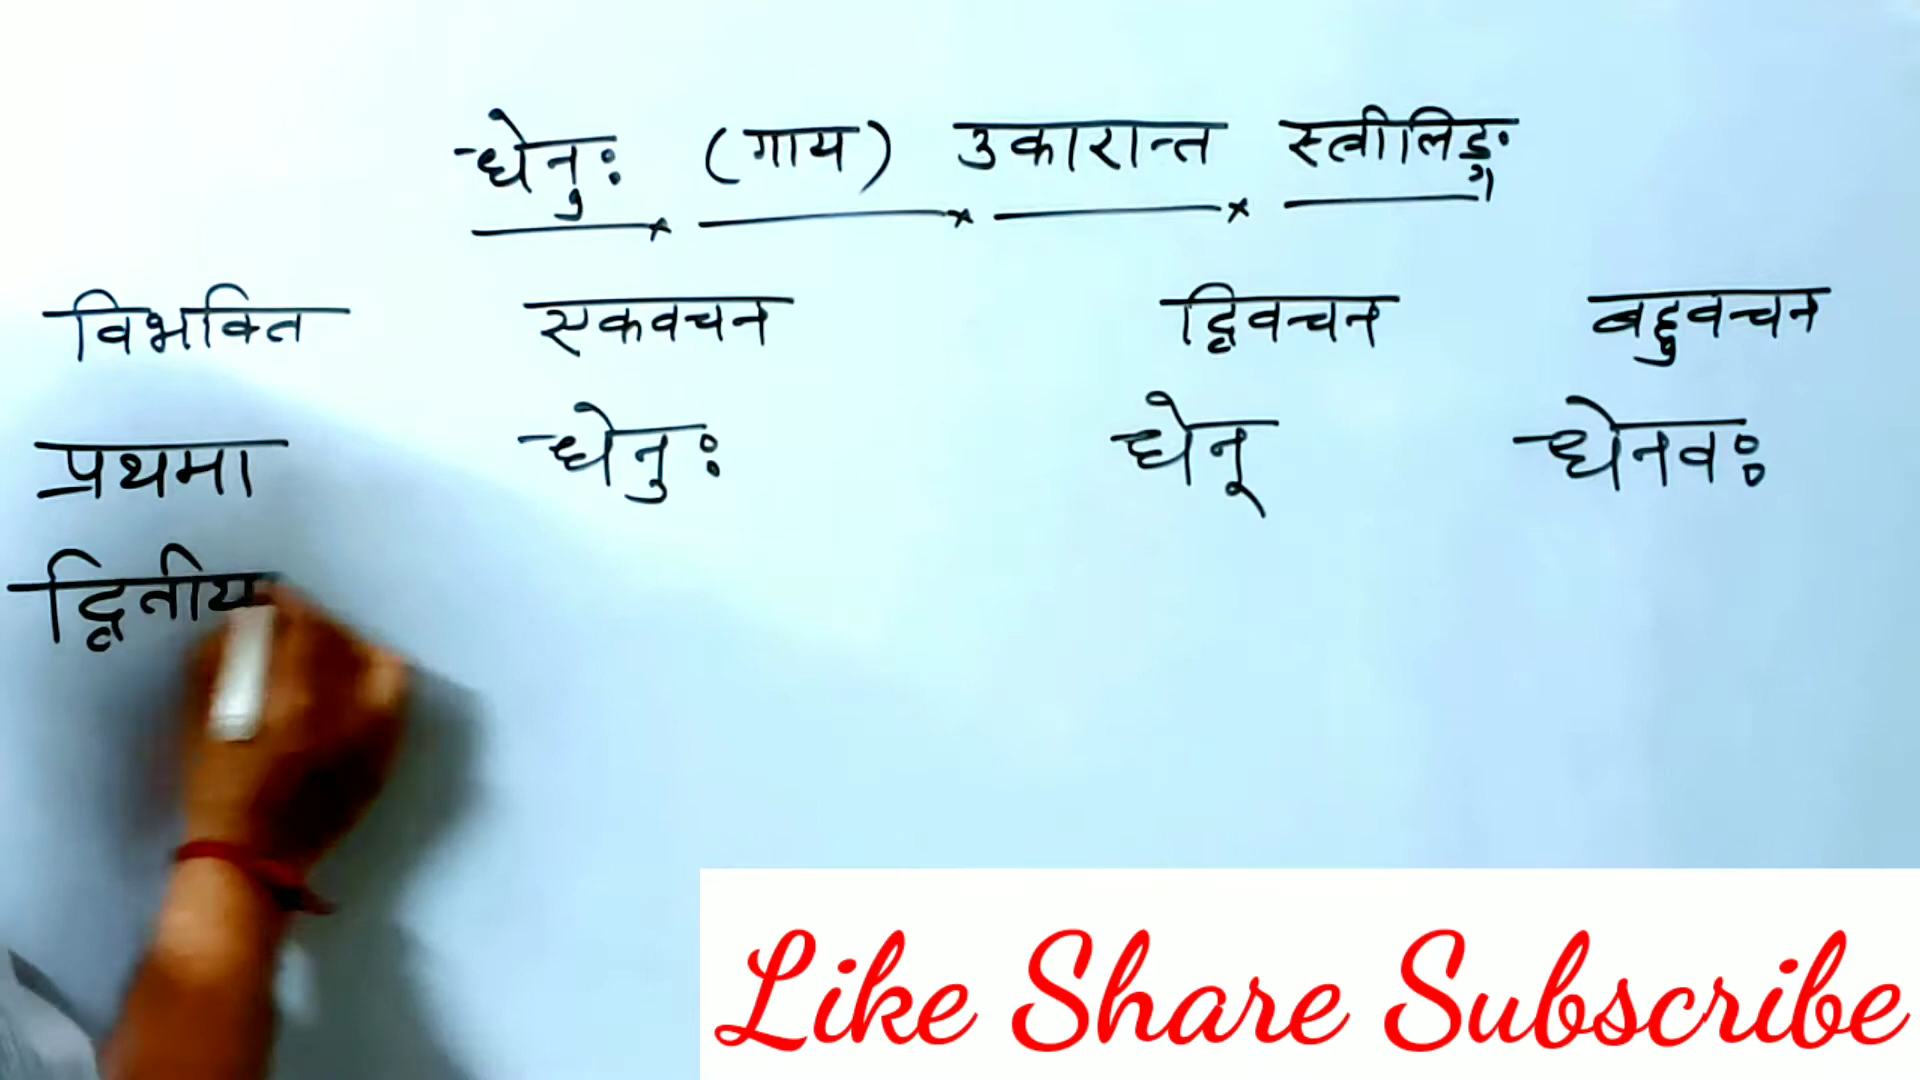 धेनुः (गाय) उकारान्त स्त्रीलिङ्ग
विभक्ति एकवचन द्विवचन बहुवचन
प्रथमा धेनुः धेनू धेनवः
द्वितीय
Like Share Subscribe